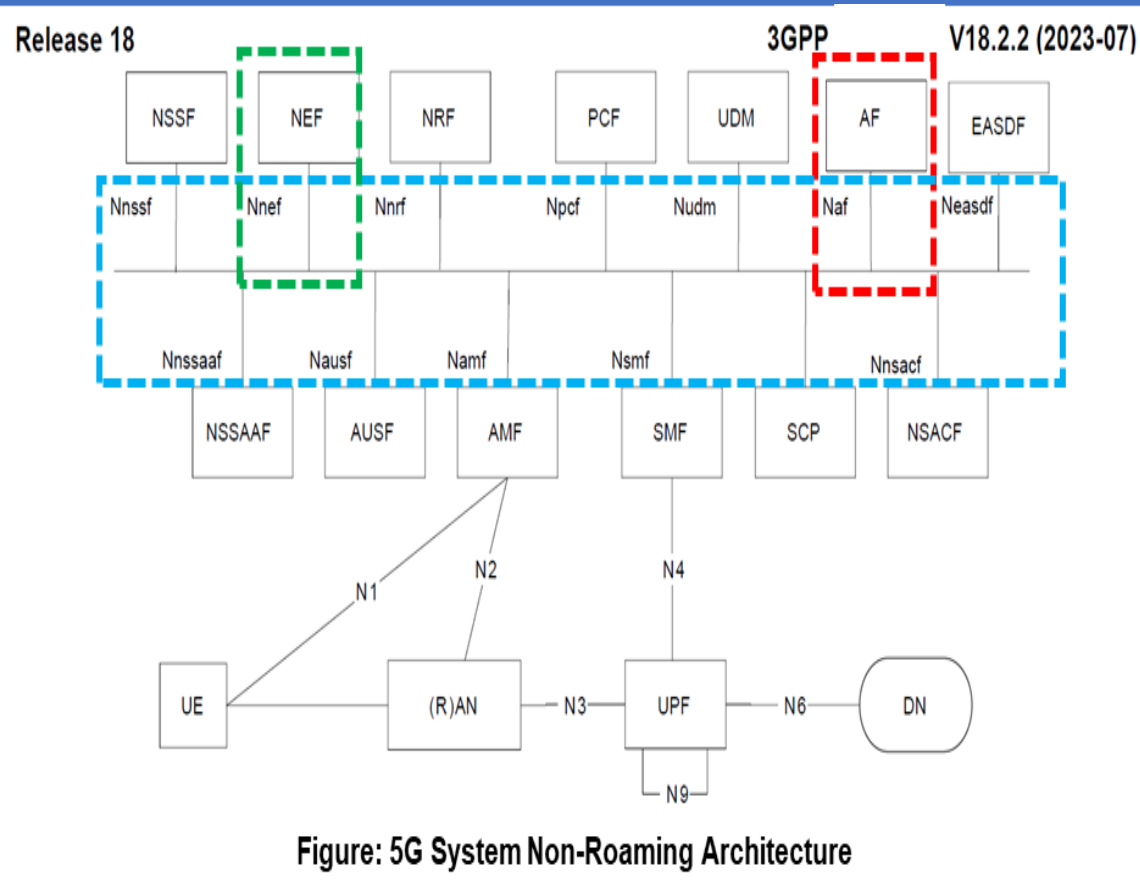 Release 18 3GPP V18.2.2 (2023-07)
NSSF NEF NRF PCF UDM AF EASDF
Nnssf Nnef Nnrf Npcf Nudm Naf Neasdf
Nnssaaf Nausf Namf Nsmf Nnsacf
NSSAAF AUSF AMF SMF SCP NSACF
N1 N2 N4
UE (R)AN N3 UPF N6 DN
N9
Figure: 5G System Non-Roaming Architecture